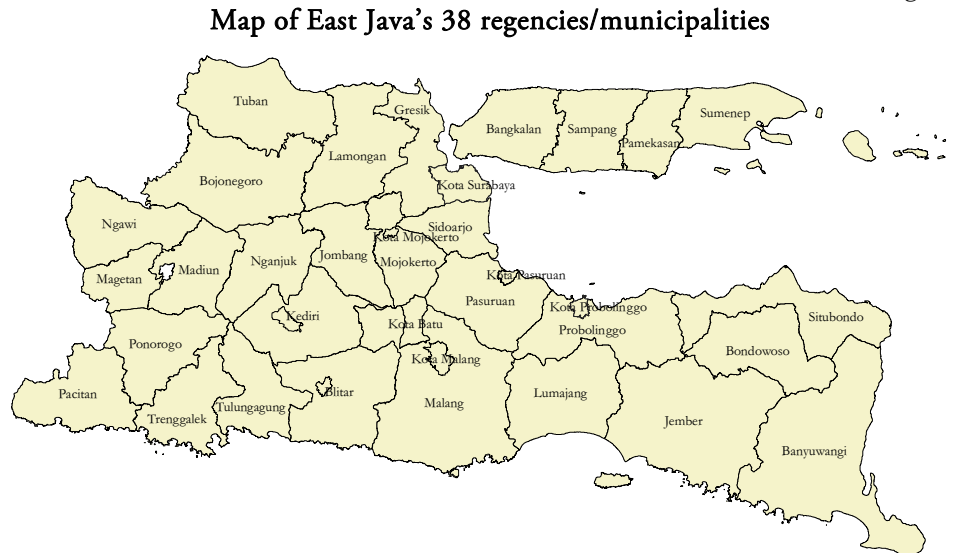 Map of East Java's 38 regencies/municipalities
Tuban
Gresik
Sumenep
Bangkalan
Sampang
Pamekasan
Lamongan
Bojonegoro
Kota Surabaya
Ngawi
Sidoarjo
Kota Mojokerto
Jombang
Nganjuk
Mojokerto
Madiun
Magetan
Kota Pasuruan
Pasuruan
Kota Probolinggo
Kediri
Situbondo
Kota Batu
Probolinggo
Ponorogo
Bondowoso
Kota Malang
Pacitan
Blitar
Lumajang
Malang
Tulungagung
Trenggalek
Jember
Banyuwangi